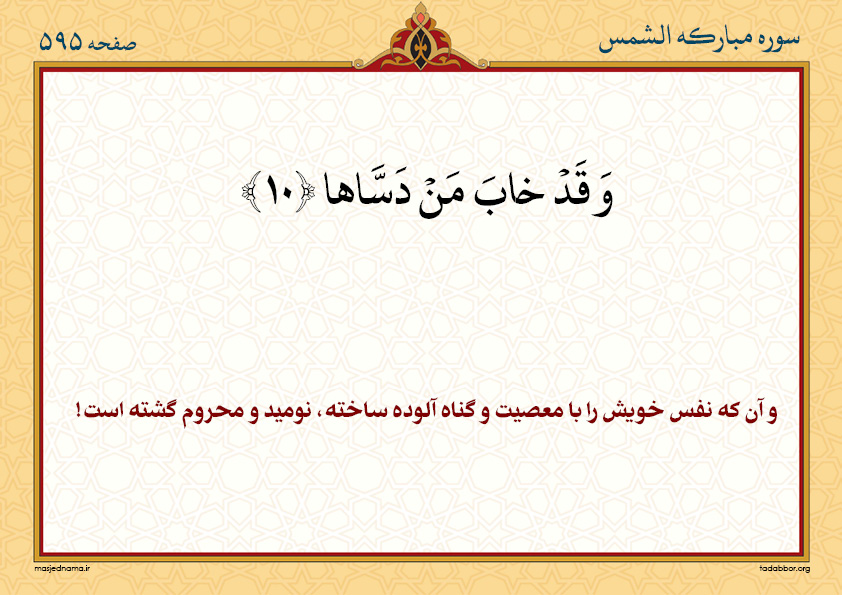 سوره مبارکه الشمس
صفحه ۵۹۵
وَ قَدْ خابَ مَنْ دَسَّاها ﴿۱۰﴾
و آن که نفس خویش را با معصیت و گناه آلوده ساخته، نومید و محروم گشته است!
masjednama.ir
tadabbor.org